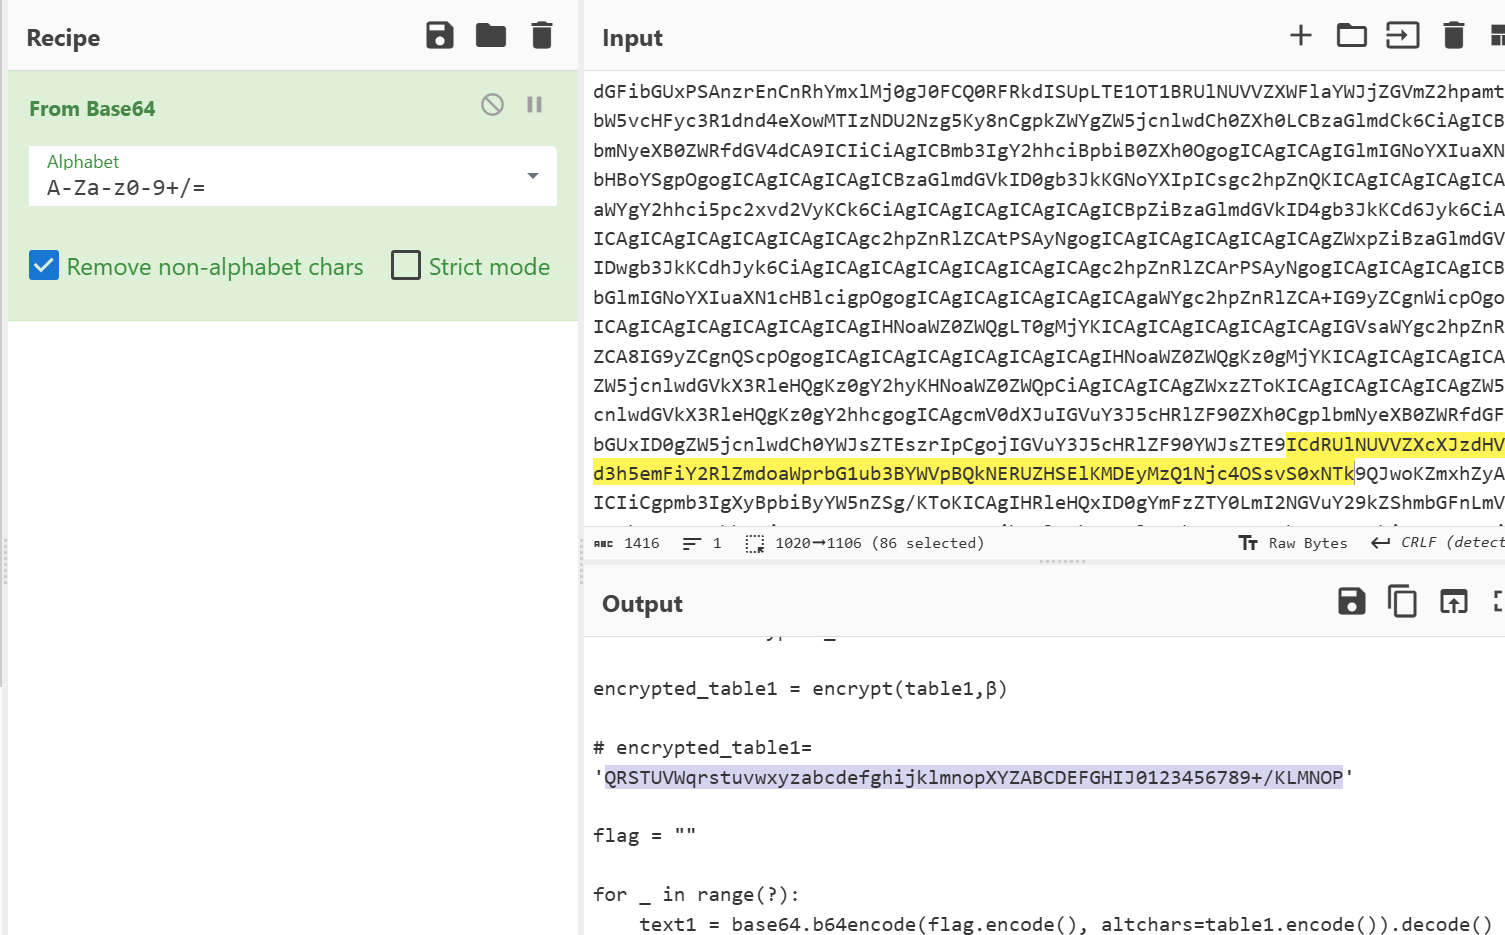 Recipe
From Base64
Alphabet
A-Za-z0-9+/=
Remove non-alphabet chars
Strict mode
Input
dGFibGUxPSAnzrEnCnRhYmxlMj0gJ0FCQ0RFRkdISUpLTE1OT1BRUlNUVVZXWFlaYWJjZGVmZ2hpamt
bW5vcHFyc3R1dnd4eXowMTIzNDU2Nzg5Ky8nCgpkZWYgZW5jcnlwdCh0ZXh0LCBzaGlmdCk6CiAgICB
bmNyeXB0ZWRfdGV4dCA9ICIiCiAgICBmb3IgY2hhciBpbiB0ZXh0OgogICAgICAgIGlmIGNoYXIuaXN
bHBoYSgpOgogICAgICAgICAgICBzaGlmdGVkID0gb3JkKGNoYXIpICsgc2hpZnQKICAgICAgICAgICA
aWYgY2hhci5pc2xvd2VyKCk6CiAgICAgICAgICAgICAgICBpZiBzaGlmdGVkID4gb3JkKCd6Jyk6CiA
ICAgICAgICAgICAgICAgICAgc2hpZnRlZCAtPSAyNgogICAgICAgICAgICAgICAgZWxpZiBzaGlmdGV
IDwgb3JkKCdhJyk6CiAgICAgICAgICAgICAgICAgICAgc2hpZnRlZCArPSAyNgogICAgICAgICAgICB
bGlmIGNoYXIuaXN1cHBlcigpOgogICAgICAgICAgICAgICAgaWYgc2hpZnRlZCA+IG9yZCgnWicpOgo
ICAgICAgICAgICAgICAgICAgIHNoaWZ0ZWQgLT0gMjYKICAgICAgICAgICAgICAgIGVsaWYgc2hpZnR
ZCA8IG9yZCgnQScpOgogICAgICAgICAgICAgICAgICAgIHNoaWZ0ZWQgKz0gMjYKICAgICAgICAgICA
ZW5jcnlwdGVkX3RleHQgKz0gY2hyKHNoaWZ0ZWQpCiAgICAgICAgZWxzZToKICAgICAgICAgICAgZW5
cnlwdGVkX3RleHQgKz0gY2hhcgogICAgcmV0dXJuIGVuY3J5cHRlZF90ZXh0CgplbmNyeXB0ZWRfdGF
bGUxID0gZW5jcnlwdCh0YWJsZTEszrIpCgojIGVuY3J5cHRlZF90YWJsZTE9ICdRUlNUVVZXcXJzdHV
d3h5emFiY2RlZmdoaWprbG1ub3BYWVpBQkNERUZHSElKMDEyMzQ1Njc4OSsvS0xNTk9QJwoKZmxhZyA
ICIiCgpmb3IgXyBpbiByYW5nZSg/KToKICAgIHRleHQxID0gYmFzZTY0LmI2NGVuY29kZShmbGFnLmV
ABC 1416
1
1020→1106 (86 selected)
Raw Bytes
CRLF (detect
Output
encrypted_table1 = encrypt(table1,β)
# encrypted_table1=
'QRSTUVWqrstuvwxyzabcdefghijklmnopXYZABCDEFGHIJ0123456789+/KLMNOP'
flag = ""
for _ in range(?):
text1 = base64.b64encode(flag.encode(), altchars=table1.encode()).decode()